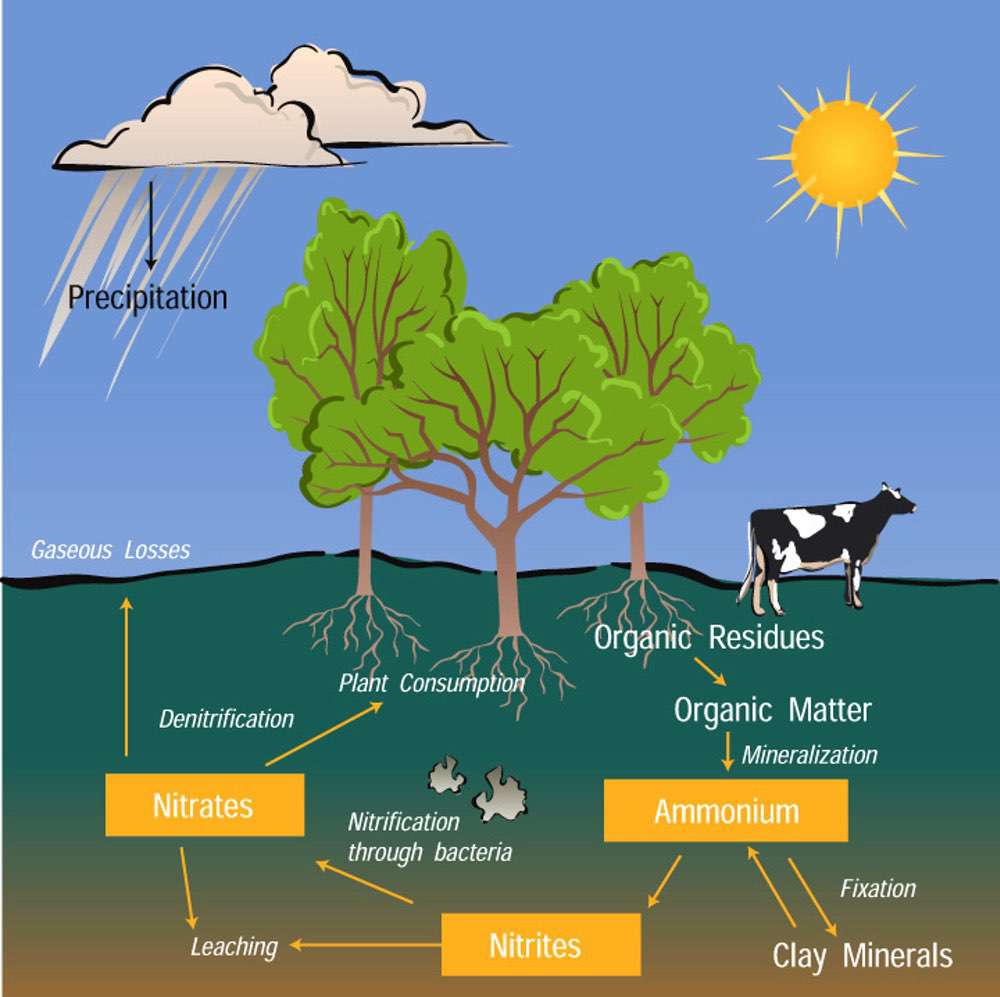 Precipitation
Gaseous Losses
Organic Residues
Plant Consumption
Organic Matter
Denitrification
Mineralization
Nitrates
Ammonium
Nitrification
through bacteria
Fixation
Leaching
Nitrites
Clay Minerals